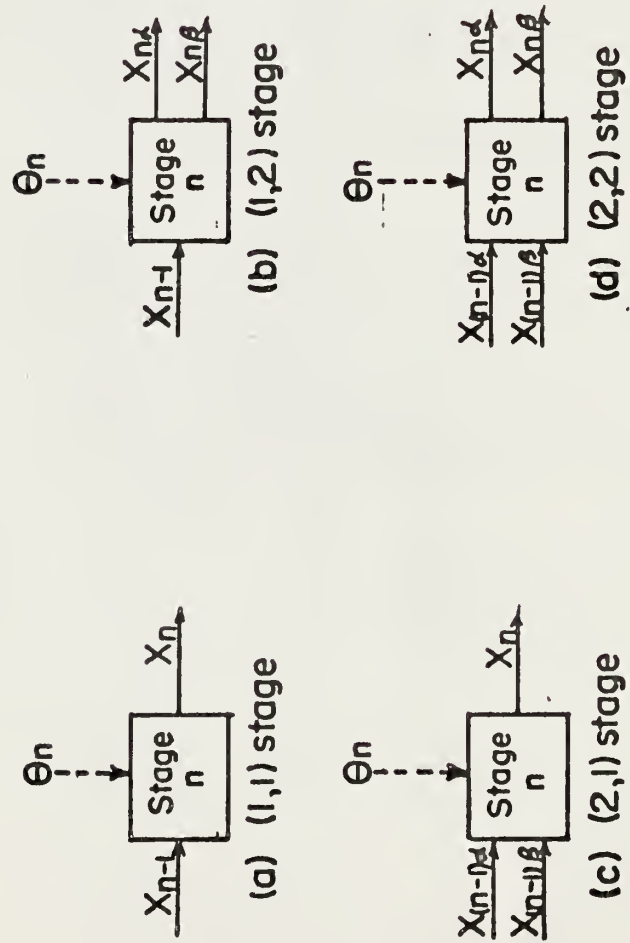 θn
Xn-1
Stage
n
Xn
(a) (1,1) stage
θn
Xn-1
Stage
n
Xnα
Xnβ
(b) (1,2) stage
θn
X(n-1)α
X(n-1)β
Stage
n
Xn
(c) (2,1) stage
θn
X(n-1)α
X(n-1)β
Stage
n
Xnα
Xnβ
(d) (2,2) stage